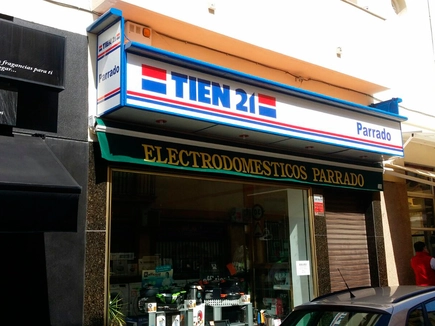 fragancias para ti
TIEN 21
Parrado
TIEN 21
Parrado
ELECTRODOMESTICOS PARRADO